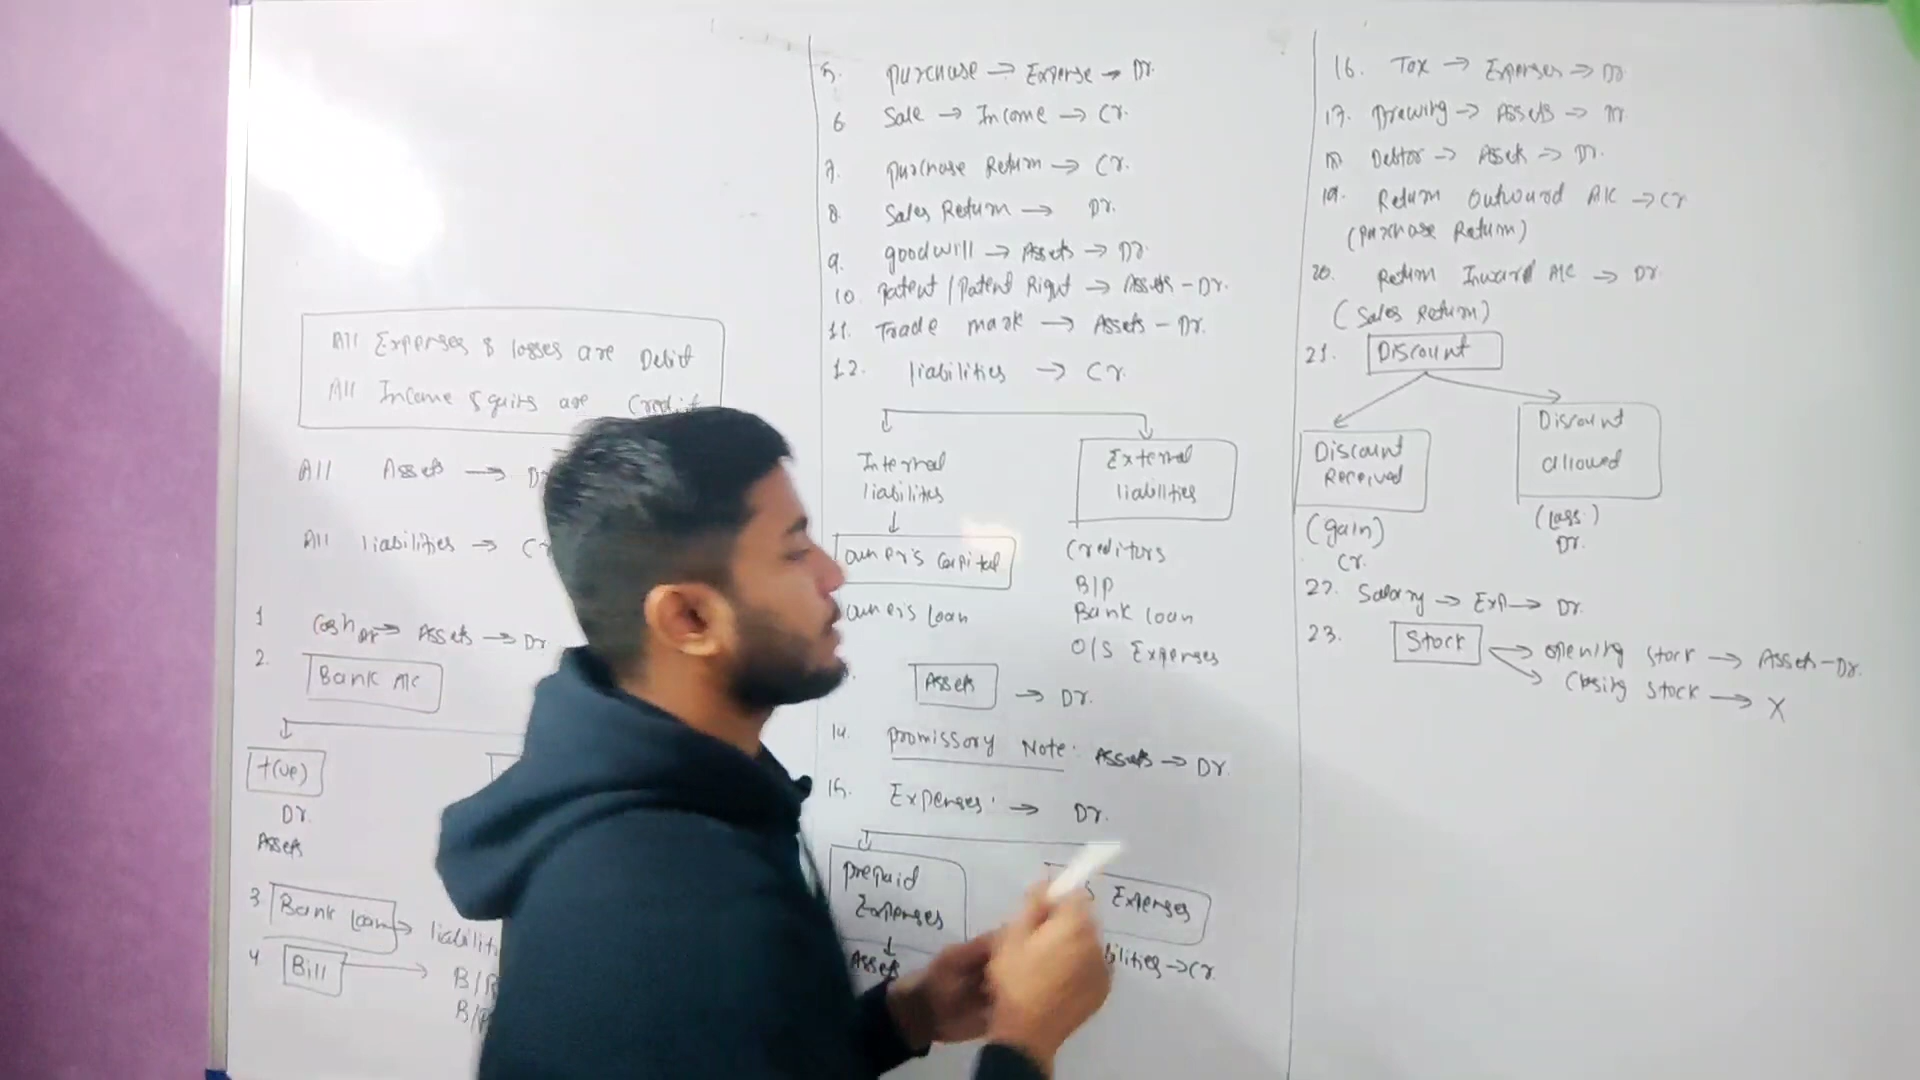 All Expenses & losses are Debit
All Income & gains are Credit
All Assets → Dr
All liabilities → Cr
1 Cash → Assets → Dr
2. Bank A/C
+(ve)
Dr.
Assets
3 Bank loan → liabiliti
4 Bill → B/R
B/P
5. purchase → Expense → Dr.
6 Sale → Income → Cr.
7. purchase Return → Cr.
8. Sales Return → Dr.
9. goodwill → Assets → Dr.
10. Patent / Patent Right → Assets - Dr.
11. Trade mark → Assets - Dr.
12. liabilities → Cr.
Internal liabilities
External liabilities
owner's capital
owner's loan
Creditors
B/P
Bank loan
O/S Expenses
Assets → Dr.
14. promissory Note: Assets → Dr.
15. Expenses: → Dr.
prepaid Expenses
Assets
S Expenses
bilities → Cr.
16. Tax → Expenses → Dr
17. Drawing → Assets → Dr.
18. Debtor → Asset → Dr.
19. Return Outward A/C → Cr
(purchase Return)
20. Return Inward A/C → Dr.
(Sales Return)
21. Discount
Discount Received
Discount allowed
(gain)
Cr.
(Loss.)
Dr.
22. Salary → Exp → Dr.
23. Stock → opening stock → Assets - Dr.
→ Closing stock → X